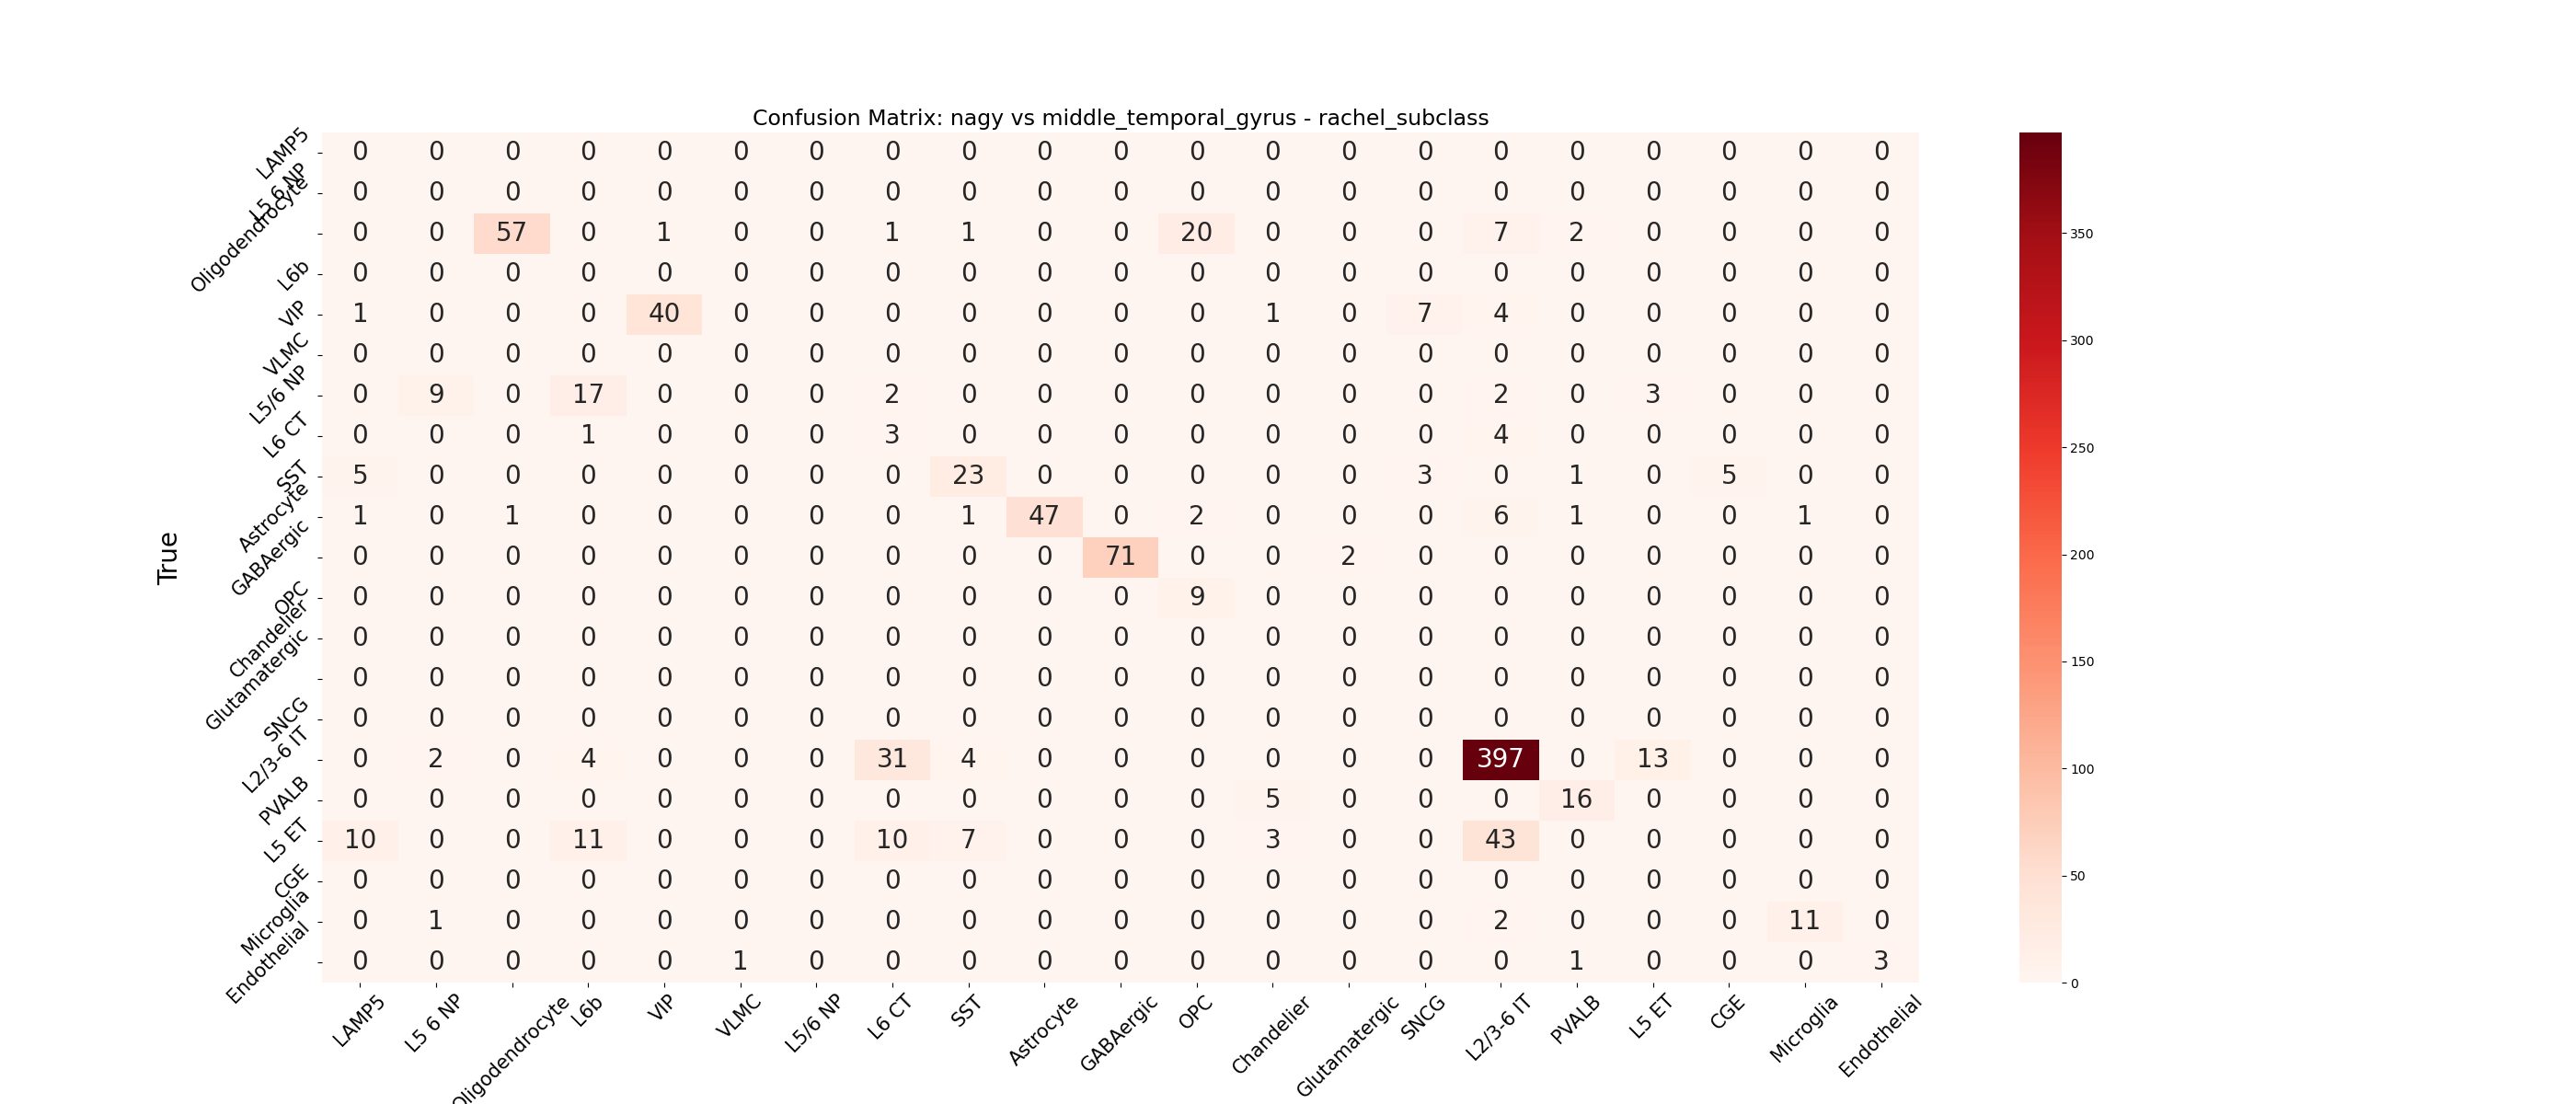 Confusion Matrix: nagy vs middle_temporal_gyrus - rachel_subclass
True
LAMP5 0 0 0 0 0 0 0 0 0 0 0 0 0 0 0 0 0 0 0 0 0
L5 6 NP 0 0 0 0 0 0 0 0 0 0 0 0 0 0 0 0 0 0 0 0 0
Oligodendrocyte 0 0 57 0 1 0 0 1 1 0 0 20 0 0 0 7 2 0 0 0 0
L6b 0 0 0 0 0 0 0 0 0 0 0 0 0 0 0 0 0 0 0 0 0
VIP 1 0 0 0 40 0 0 0 0 0 0 0 1 0 7 4 0 0 0 0 0
VLMC 0 0 0 0 0 0 0 0 0 0 0 0 0 0 0 0 0 0 0 0 0
L5/6 NP 0 9 0 17 0 0 0 2 0 0 0 0 0 0 0 2 0 3 0 0 0
L6 CT 0 0 0 1 0 0 0 3 0 0 0 0 0 0 0 4 0 0 0 0 0
SST 5 0 0 0 0 0 0 0 23 0 0 0 0 0 3 0 1 0 5 0 0
Astrocyte 1 0 1 0 0 0 0 0 1 47 0 2 0 0 0 6 1 0 0 1 0
GABAergic 0 0 0 0 0 0 0 0 0 0 71 0 0 2 0 0 0 0 0 0 0
OPC 0 0 0 0 0 0 0 0 0 0 0 9 0 0 0 0 0 0 0 0 0
Chandelier 0 0 0 0 0 0 0 0 0 0 0 0 0 0 0 0 0 0 0 0 0
Glutamatergic 0 0 0 0 0 0 0 0 0 0 0 0 0 0 0 0 0 0 0 0 0
SNCG 0 0 0 0 0 0 0 0 0 0 0 0 0 0 0 0 0 0 0 0 0
L2/3-6 IT 0 2 0 4 0 0 0 31 4 0 0 0 0 0 0 397 0 13 0 0 0
PVALB 0 0 0 0 0 0 0 0 0 0 0 0 5 0 0 0 16 0 0 0 0
L5 ET 10 0 0 11 0 0 0 10 7 0 0 0 3 0 0 43 0 0 0 0 0
CGE 0 0 0 0 0 0 0 0 0 0 0 0 0 0 0 0 0 0 0 0 0
Microglia 0 1 0 0 0 0 0 0 0 0 0 0 0 0 0 2 0 0 0 11 0
Endothelial 0 0 0 0 0 1 0 0 0 0 0 0 0 0 0 0 1 0 0 0 3
LAMP5 L5 6 NP Oligodendrocyte L6b VIP VLMC L5/6 NP L6 CT SST Astrocyte GABAergic OPC Chandelier Glutamatergic SNCG L2/3-6 IT PVALB L5 ET CGE Microglia Endothelial
350
300
250
200
150
100
50
0